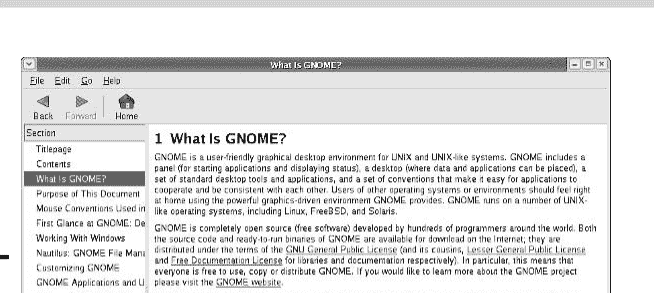 What Is GNOME?
File Edit Go Help
Back Forward Home
Section
Titlepage
Contents
What Is GNOME?
Purpose of This Document
Mouse Conventions Used in
First Glance at GNOME: De
Working With Windows
Nautilus: GNOME File Mana
Customizing GNOME
GNOME Applications and U
1 What Is GNOME?
GNOME is a user-friendly graphical desktop environment for UNIX and UNIX-like systems. GNOME includes a
panel (for starting applications and displaying status), a desktop (where data and applications can be placed), a
set of standard desktop tools and applications, and a set of conventions that make it easy for applications to
cooperate and be consistent with each other. Users of other operating systems or environments should feel right
at home using the powerful graphics-driven environment GNOME provides. GNOME runs on a number of UNIX-
like operating systems, including Linux, FreeBSD, and Solaris.
GNOME is completely open source (free software) developed by hundreds of programmers around the world. Both
the source code and ready-to-run binaries of GNOME are available for download on the Internet; they are
distributed under the terms of the GNU General Public License (and its cousins, Lesser General Public License
and Free Documentation License for libraries and documentation respectively). In particular, this means that
everyone is free to use, copy or distribute GNOME. If you would like to learn more about the GNOME project
please visit the GNOME website.